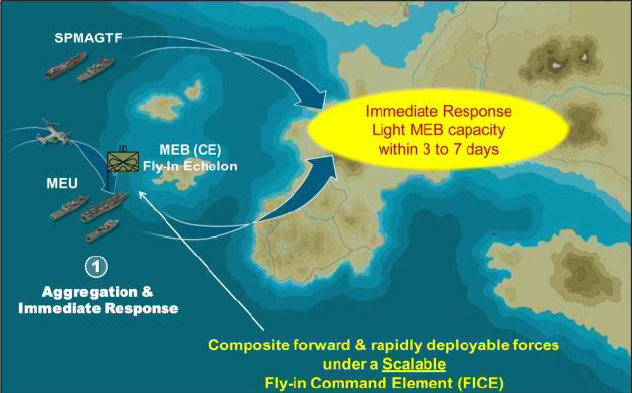 SPMAGTF
Immediate Response
Light MEB capacity
within 3 to 7 days
MEB (CE)
Fly-In Echelon
MEU
1
Aggregation &
Immediate Response
Composite forward & rapidly deployable forces
under a Scalable
Fly-in Command Element (FICE)